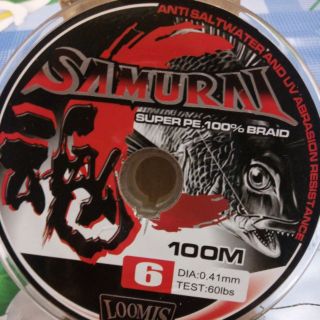 ANTI SALTWATER AND UV, ABRASION RESISTANCE
SAMURAI
SUPER PE.100% BRAID
魂
100M
6
DIA:0.41mm
TEST:60lbs
LOOMIS